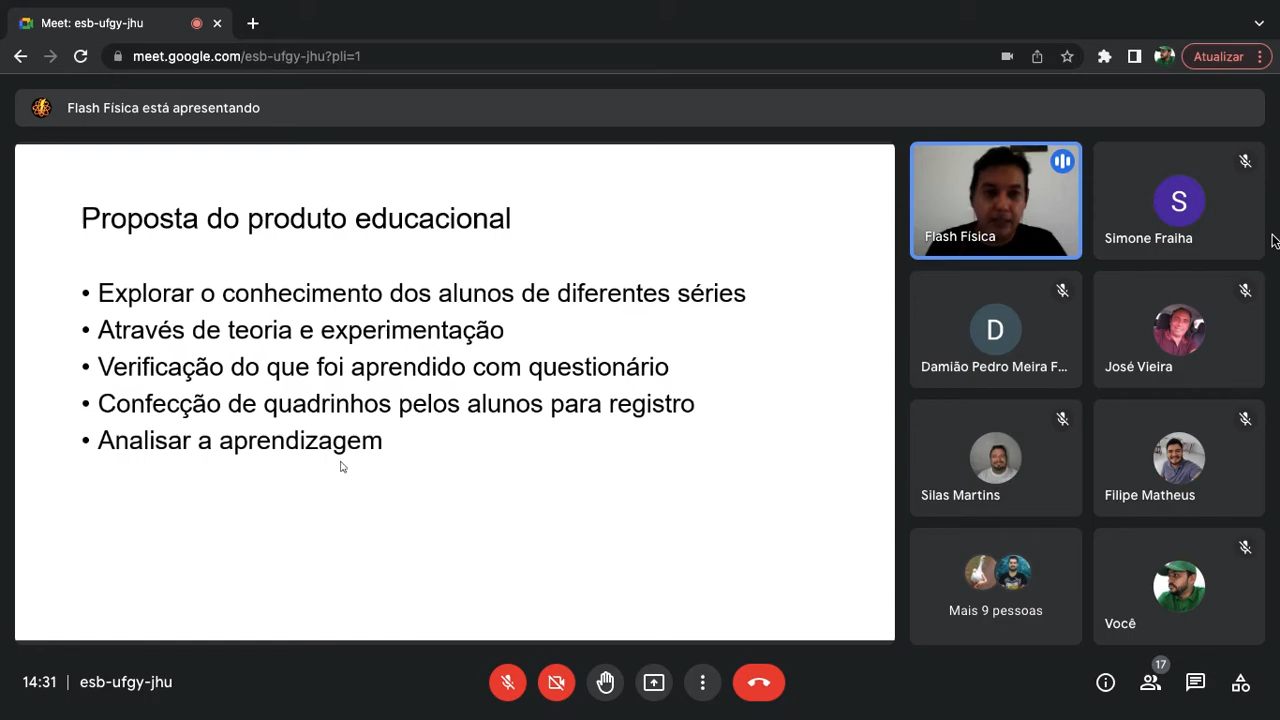 Meet: esb-ufgy-jhu
meet.google.com/esb-ufgy-jhu?pli=1
Atualizar
Flash Física está apresentando
Proposta do produto educacional
• Explorar o conhecimento dos alunos de diferentes séries
• Através de teoria e experimentação
• Verificação do que foi aprendido com questionário
• Confecção de quadrinhos pelos alunos para registro
• Analisar a aprendizagem
Flash Física
S
Simone Fraiha
D
Damião Pedro Meira F...
José Vieira
Silas Martins
Filipe Matheus
Mais 9 pessoas
Você
14:31 | esb-ufgy-jhu
17